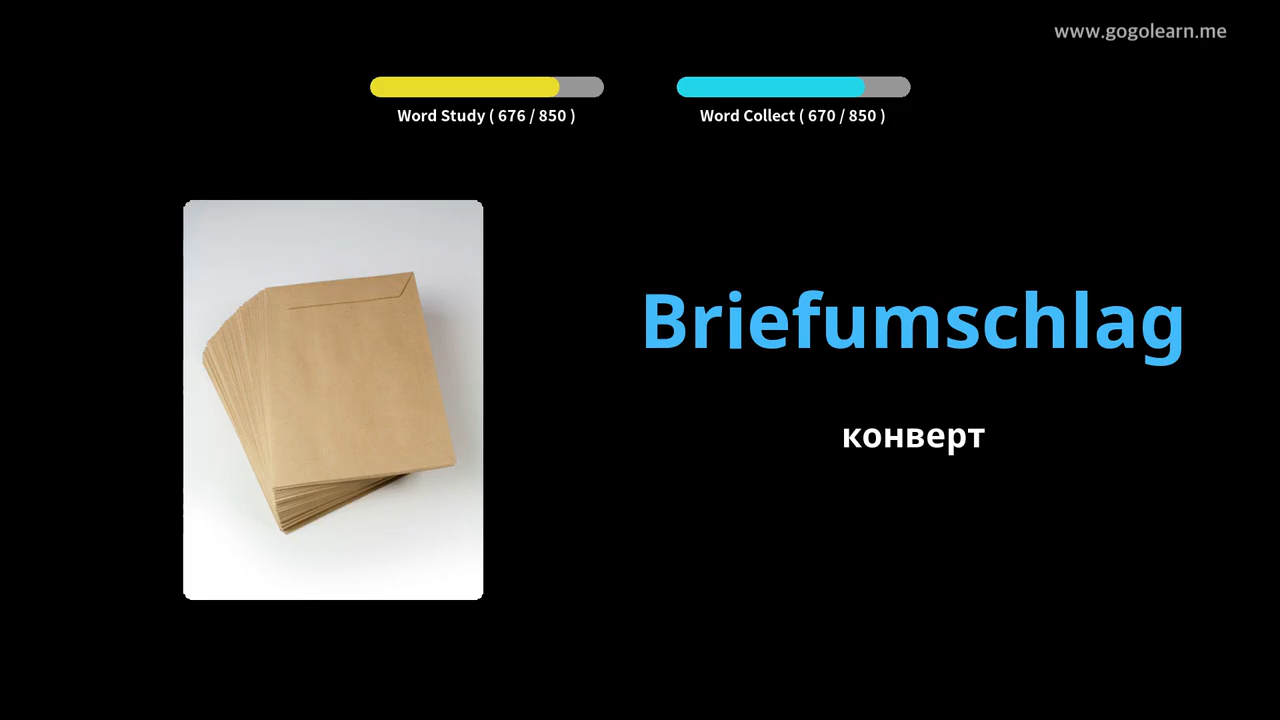 www.gogolearn.me
Word Study ( 676 / 850 )
Word Collect ( 670 / 850 )
Briefumschlag
конверт